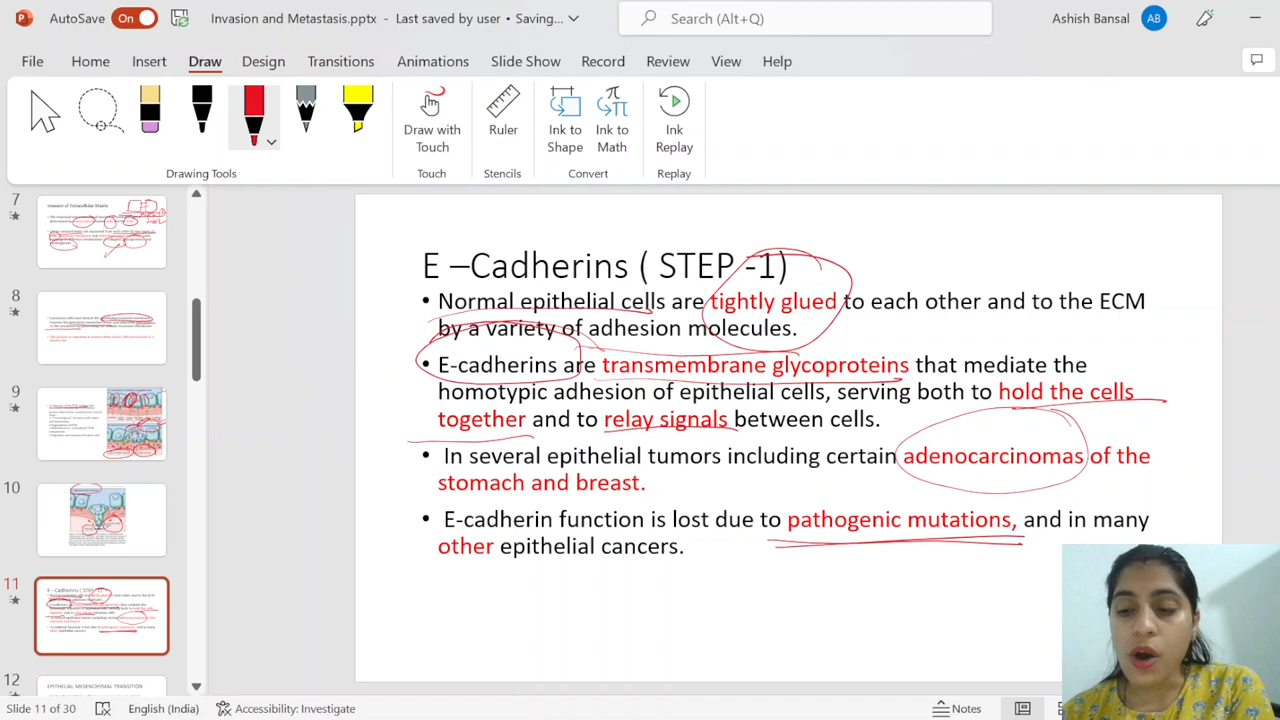 AutoSave On Invasion and Metastasis.pptx - Last saved by user • Saving... Search (Alt+Q) Ashish Bansal AB
File Home Insert Draw Design Transitions Animations Slide Show Record Review View Help
Draw with Touch
Ruler
Ink to Shape
Ink to Math
Ink Replay
Drawing Tools Touch Stencils Convert Replay
7
8
9
10
11
12
EPITHELIAL MESENCHYMAL TRANSITION
E –Cadherins ( STEP -1)
• Normal epithelial cells are tightly glued to each other and to the ECM
by a variety of adhesion molecules.
• E-cadherins are transmembrane glycoproteins that mediate the
homotypic adhesion of epithelial cells, serving both to hold the cells
together and to relay signals between cells.
• In several epithelial tumors including certain adenocarcinomas of the
stomach and breast.
• E-cadherin function is lost due to pathogenic mutations, and in many
other epithelial cancers.
Slide 11 of 30 English (India) Accessibility: Investigate Notes